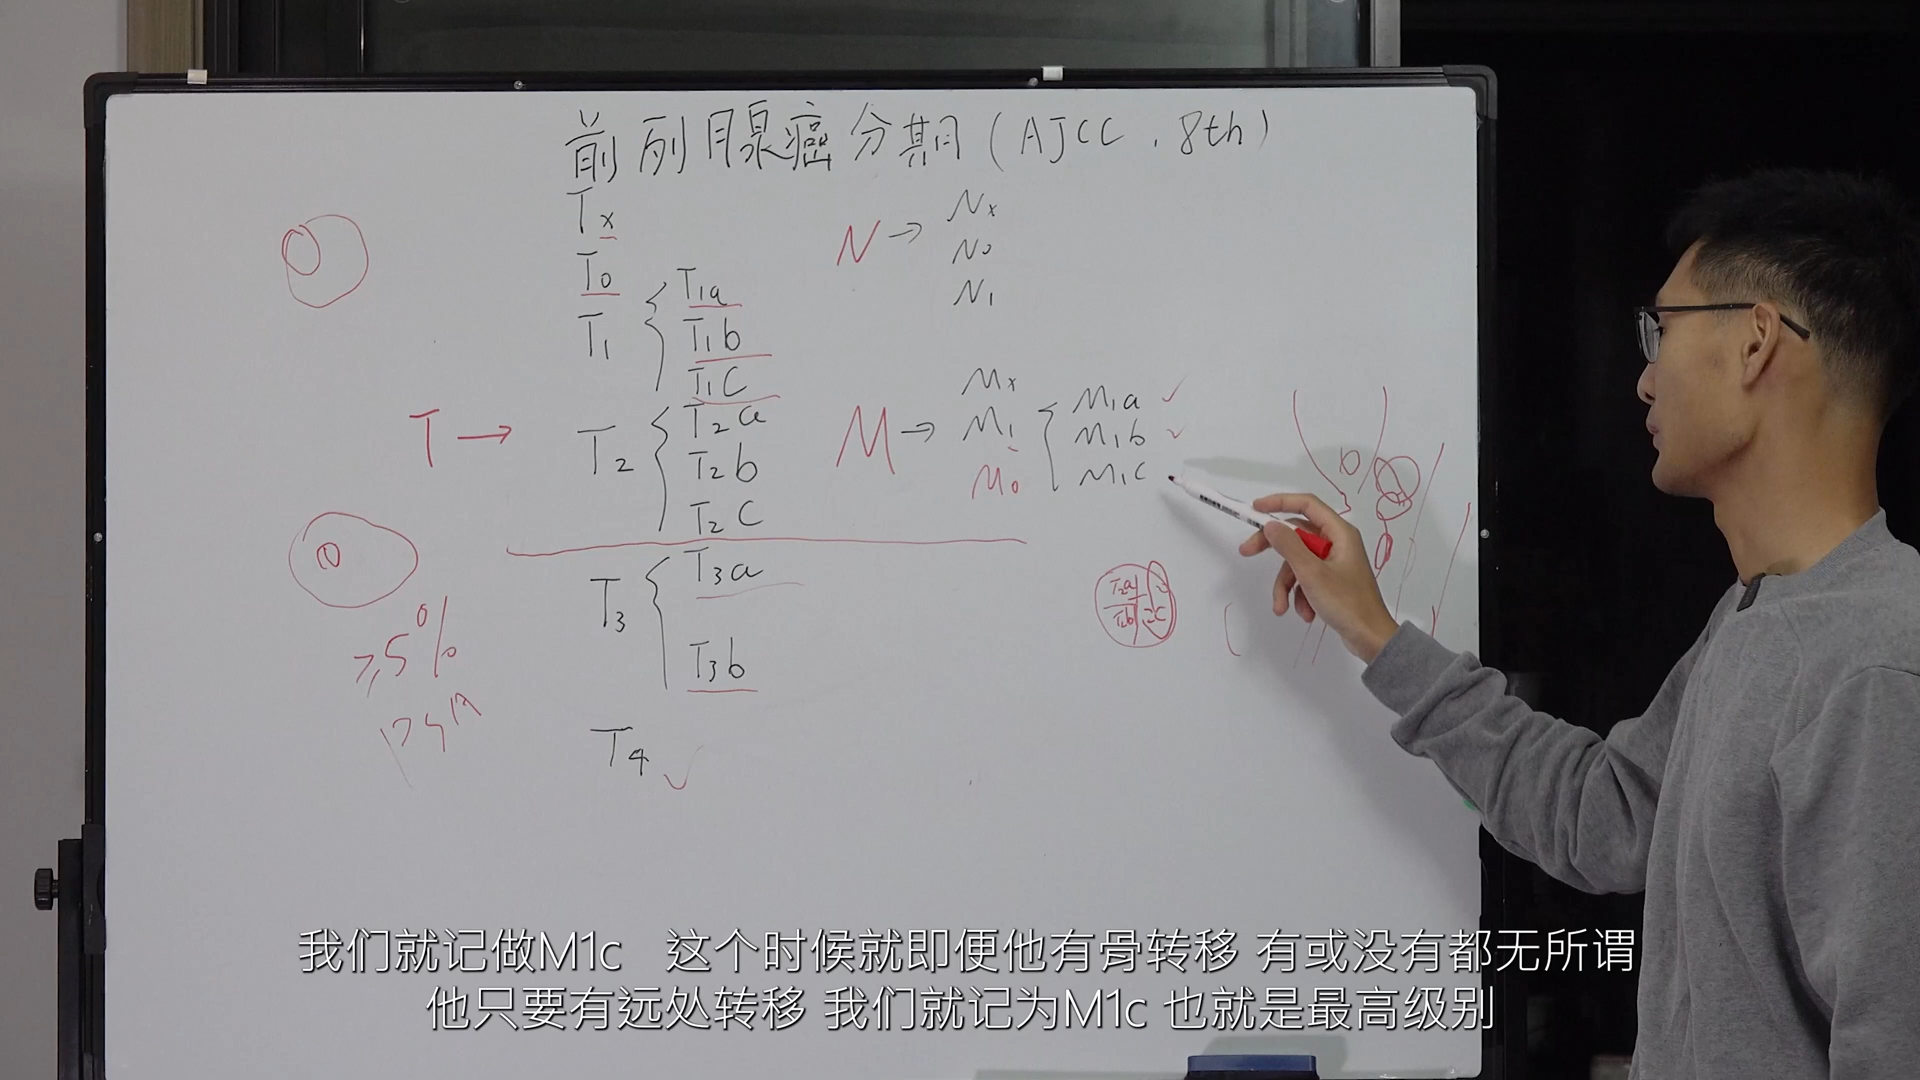 前列腺癌分期(AJCC,8th)
Tx
T0
T1
T1a
T1b
T1c
T →
T2
T2a
T2b
T2c
T3
T3a
T3b
T4 ✓
N →
Nx
N0
N1
M →
Mx
M1
M0
M1a ✓
M1b ✓
M1c
≥5%
T2a
T2b
2c
我们就记做M1c 这个时候就即便他有骨转移 有或没有都无所谓
他只要有远处转移 我们就记为M1c 也就是最高级别